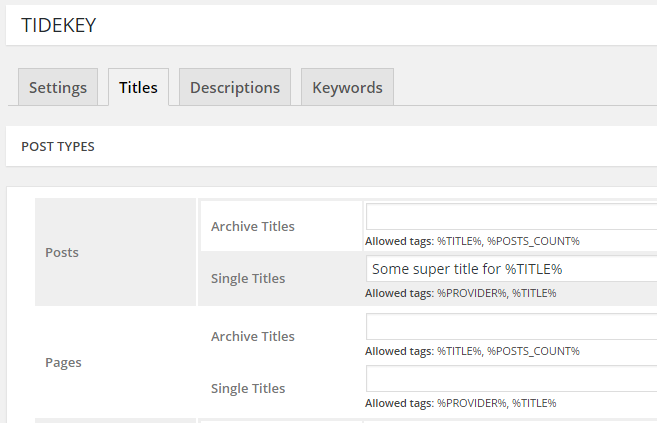 TIDEKEY
Settings Titles Descriptions Keywords
POST TYPES
Posts
Archive Titles
Allowed tags: %TITLE%, %POSTS_COUNT%
Single Titles
Some super title for %TITLE%
Allowed tags: %PROVIDER%, %TITLE%
Pages
Archive Titles
Allowed tags: %TITLE%, %POSTS_COUNT%
Single Titles
Allowed tags: %PROVIDER%, %TITLE%